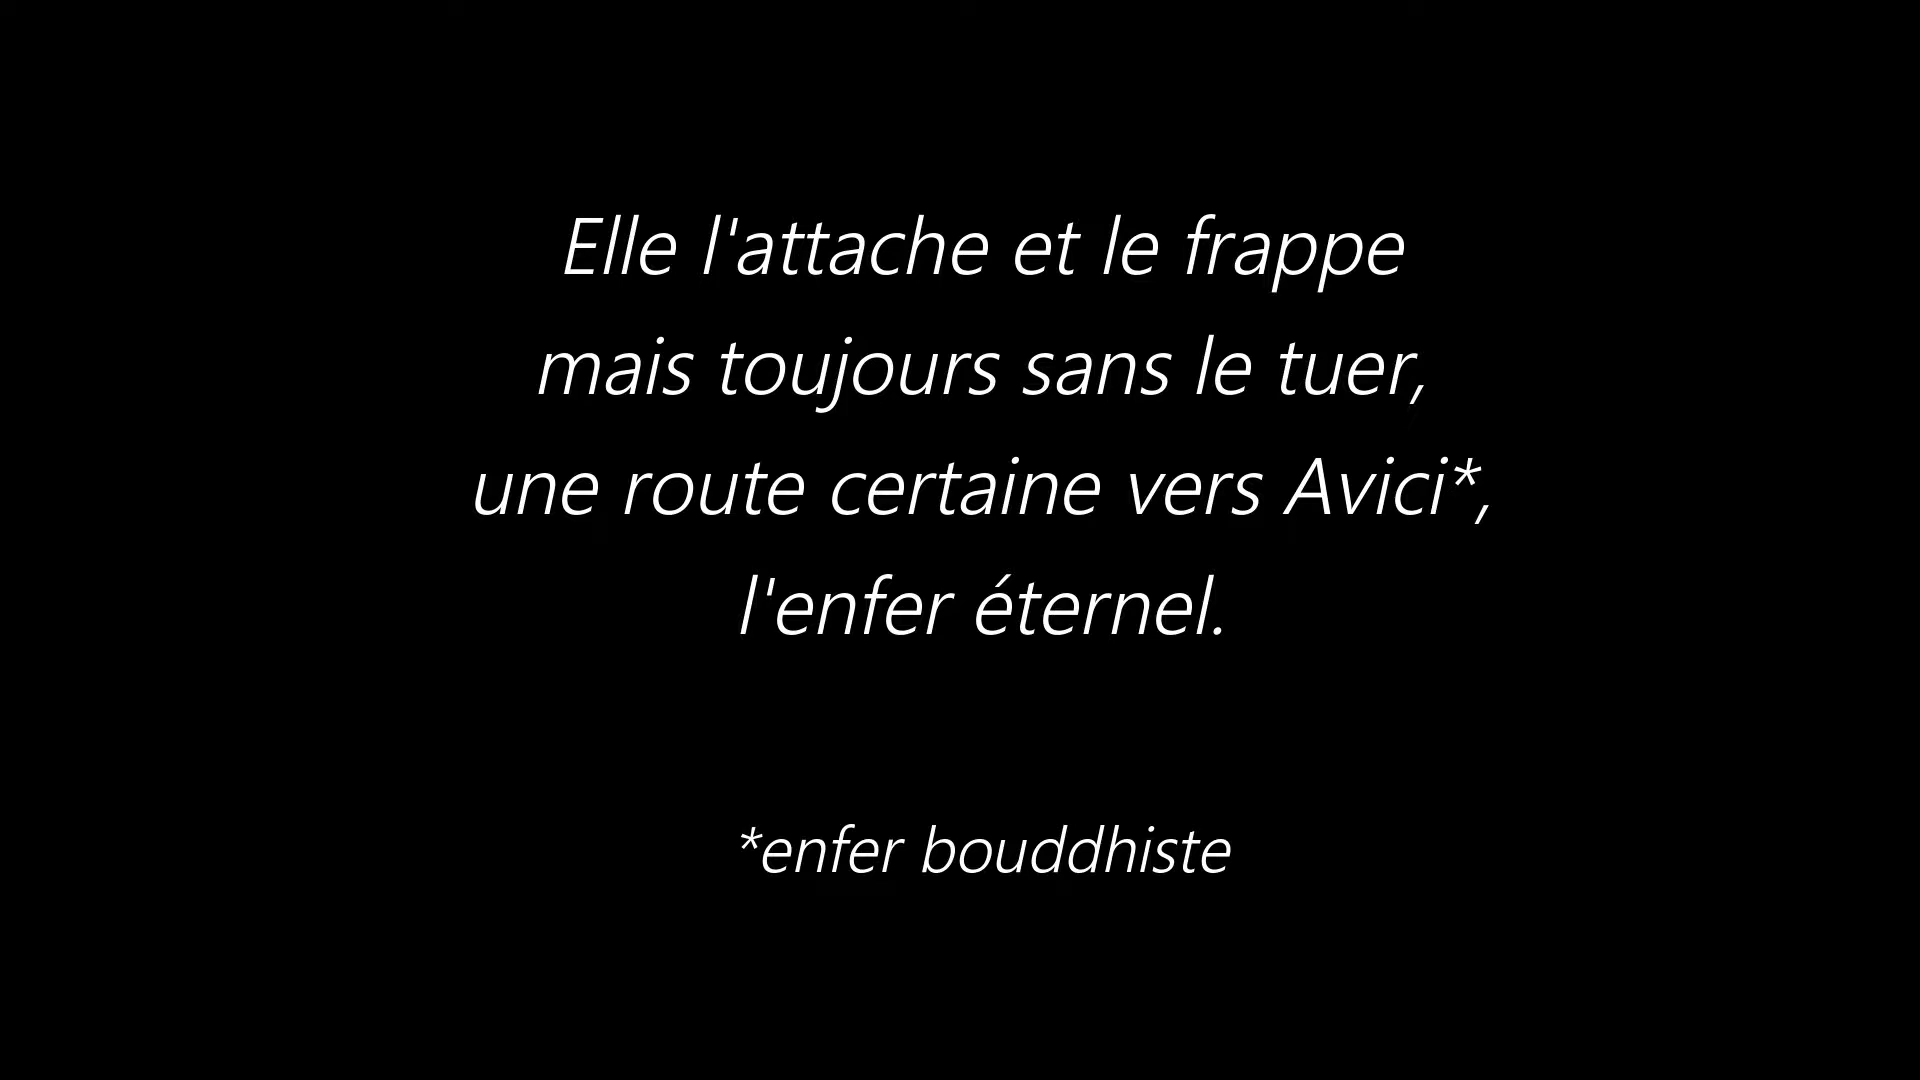 Elle l'attache et le frappe
mais toujours sans le tuer,
une route certaine vers Avici*,
l'enfer éternel.
*enfer bouddhiste